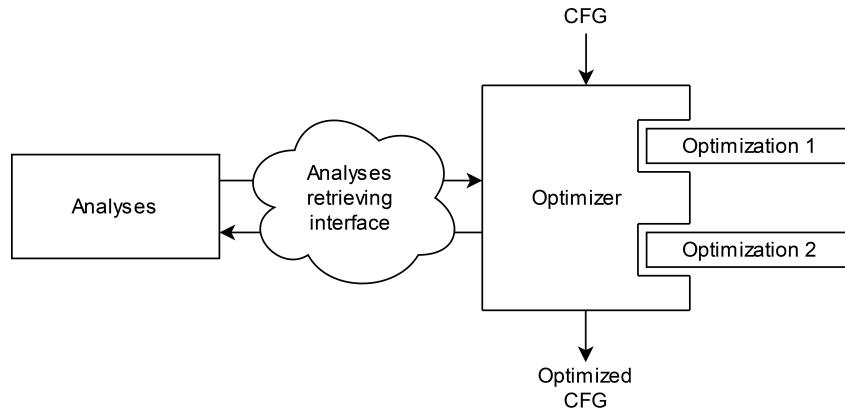 CFG
Analyses
Analyses
retrieving
interface
Optimizer
Optimization 1
Optimization 2
Optimized
CFG